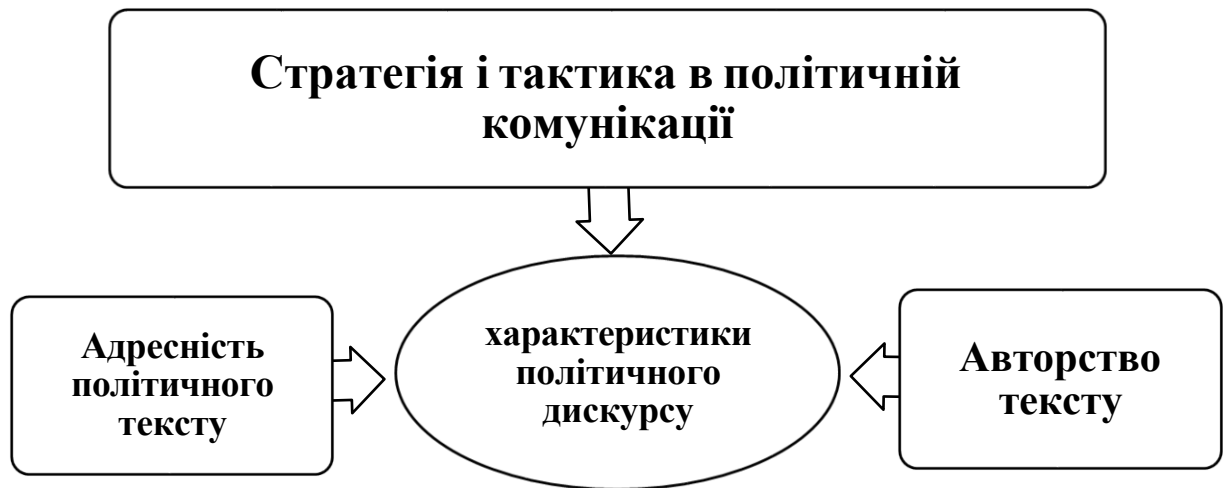 Стратегія і тактика в політичній
комунікації
Адресність
політичного
тексту
характеристики
політичного
дискурсу
Авторство
тексту